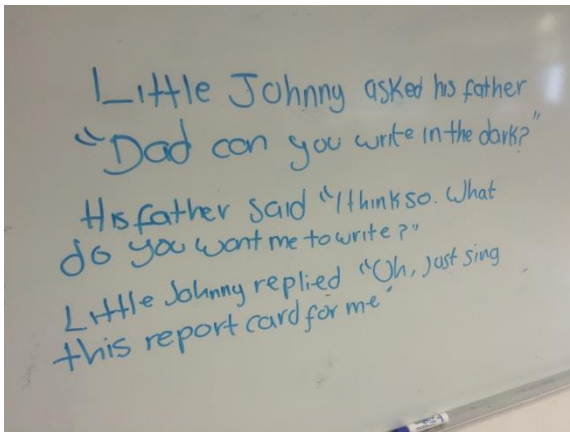 Little Johnny asked his father
"Dad can you write in the dark?"
His father said "I think so. What
do you want me to write?"
Little Johnny replied "Oh, just sing
this report card for me"